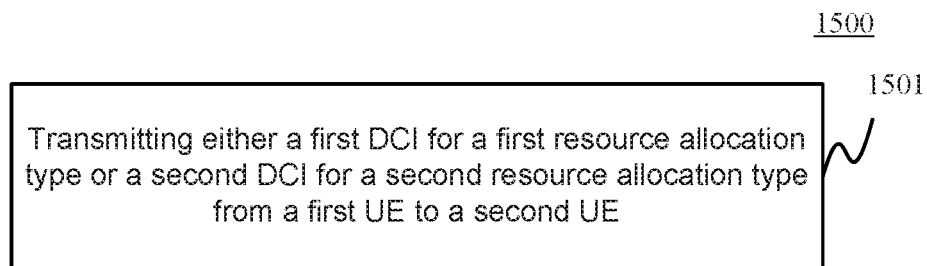 1500
1501
Transmitting either a first DCI for a first resource allocation
type or a second DCI for a second resource allocation type
from a first UE to a second UE